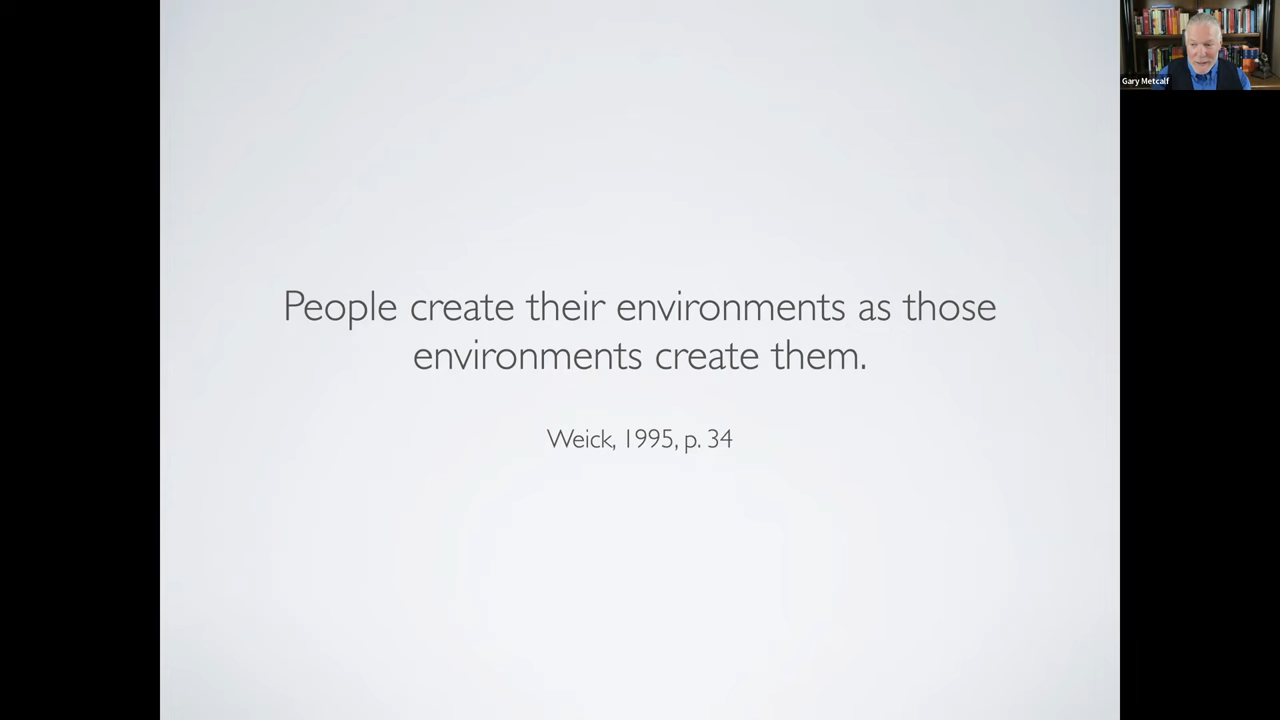 Gary Metcalf
People create their environments as those
environments create them.
Weick, 1995, p. 34